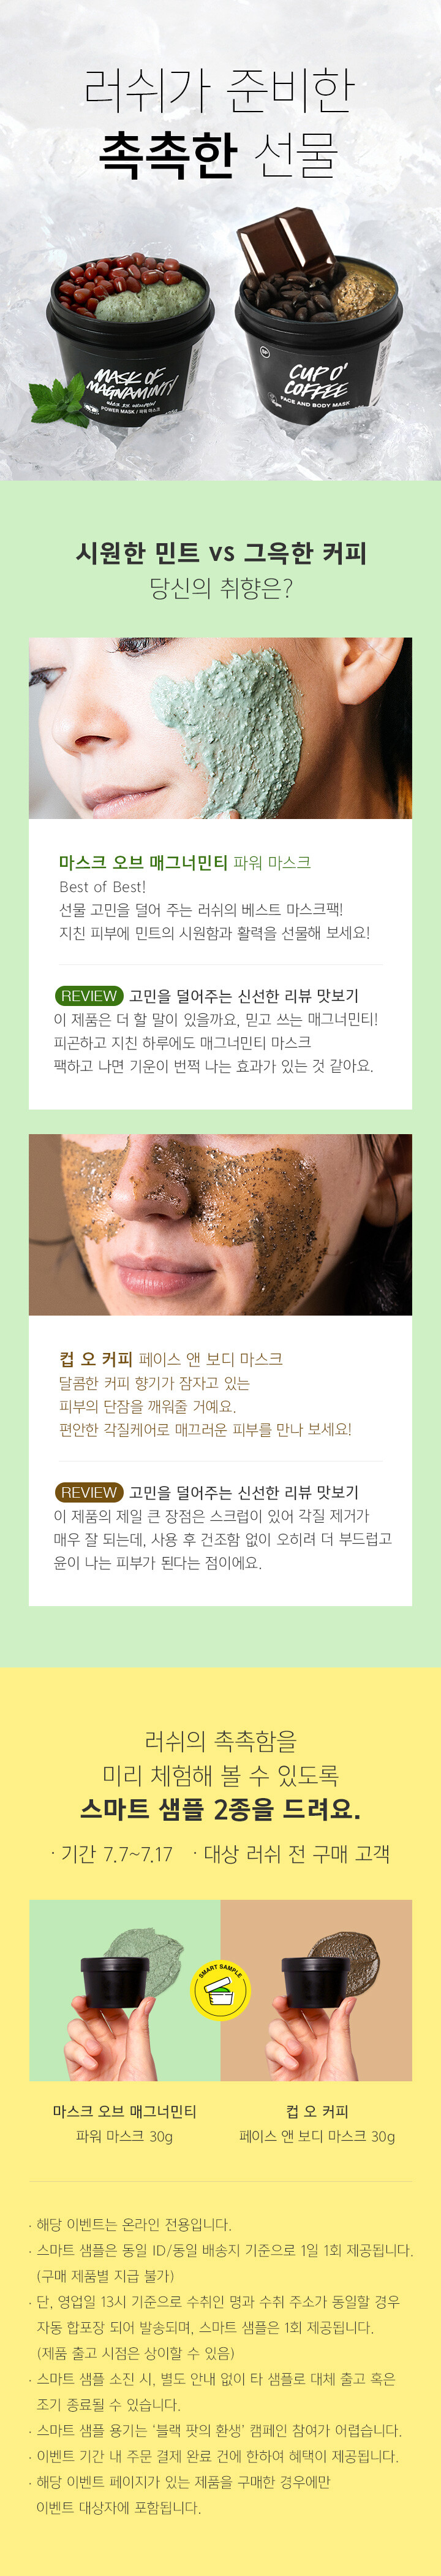 러쉬가 준비한
촉촉한 선물
MASK OF
MAGNAMINTY
마스크 오브 매그너민티
POWER MASK / 파워 마스크
CUP O'
COFFEE
FACE AND BODY MASK
시원한 민트 vs 그윽한 커피
당신의 취향은?
마스크 오브 매그너민티 파워 마스크
Best of Best!
선물 고민을 덜어 주는 러쉬의 베스트 마스크팩!
지친 피부에 민트의 시원함과 활력을 선물해 보세요!
REVIEW 고민을 덜어주는 신선한 리뷰 맛보기
이 제품은 더 할 말이 있을까요, 믿고 쓰는 매그너민티!
피곤하고 지친 하루에도 매그너민티 마스크
팩하고 나면 기운이 번쩍 나는 효과가 있는 것 같아요.
컵 오 커피 페이스 앤 보디 마스크
달콤한 커피 향기가 잠자고 있는
피부의 단잠을 깨워줄 거예요.
편안한 각질케어로 매끄러운 피부를 만나 보세요!
REVIEW 고민을 덜어주는 신선한 리뷰 맛보기
이 제품의 제일 큰 장점은 스크럽이 있어 각질 제거가
매우 잘 되는데, 사용 후 건조함 없이 오히려 더 부드럽고
윤이 나는 피부가 된다는 점이에요.
러쉬의 촉촉함을
미리 체험해 볼 수 있도록
스마트 샘플 2종을 드려요.
· 기간 7.7~7.17 · 대상 러쉬 전 구매 고객
SMART SAMPLE
마스크 오브 매그너민티
파워 마스크 30g
컵 오 커피
페이스 앤 보디 마스크 30g
· 해당 이벤트는 온라인 전용입니다.
· 스마트 샘플은 동일 ID/동일 배송지 기준으로 1일 1회 제공됩니다.
(구매 제품별 지급 불가)
· 단, 영업일 13시 기준으로 수취인 명과 수취 주소가 동일할 경우
자동 합포장 되어 발송되며, 스마트 샘플은 1회 제공됩니다.
(제품 출고 시점은 상이할 수 있음)
· 스마트 샘플 소진 시, 별도 안내 없이 타 샘플로 대체 출고 혹은
조기 종료될 수 있습니다.
· 스마트 샘플 용기는 '블랙 팟의 환생' 캠페인 참여가 어렵습니다.
· 이벤트 기간 내 주문 결제 완료 건에 한하여 혜택이 제공됩니다.
· 해당 이벤트 페이지가 있는 제품을 구매한 경우에만
이벤트 대상자에 포함됩니다.